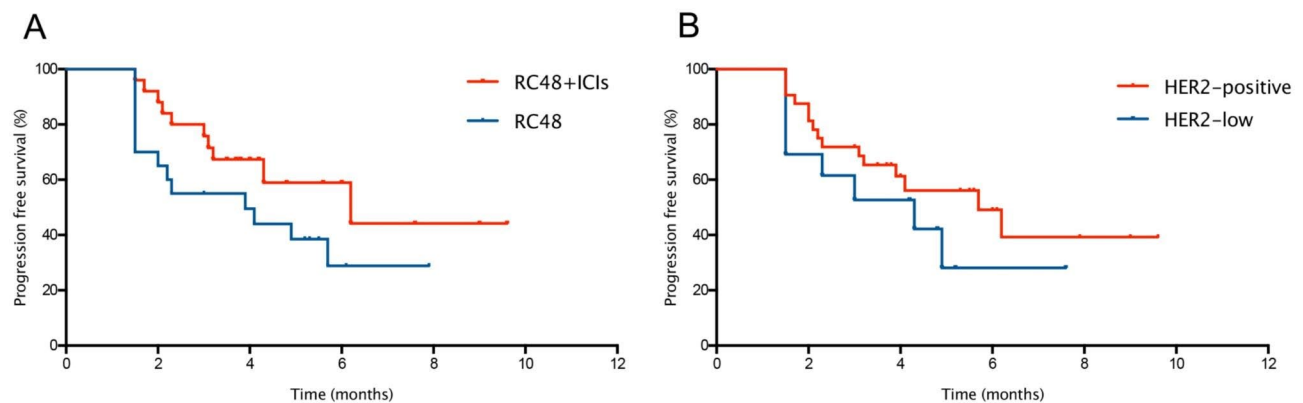 A
RC48+ICIs
RC48
Progression free survival (%)
100
80
60
40
20
0
0 2 4 6 8 10 12
Time (months)
B
HER2-positive
HER2-low
Progression free survival (%)
100
80
60
40
20
0
0 2 4 6 8 10 12
Time (months)